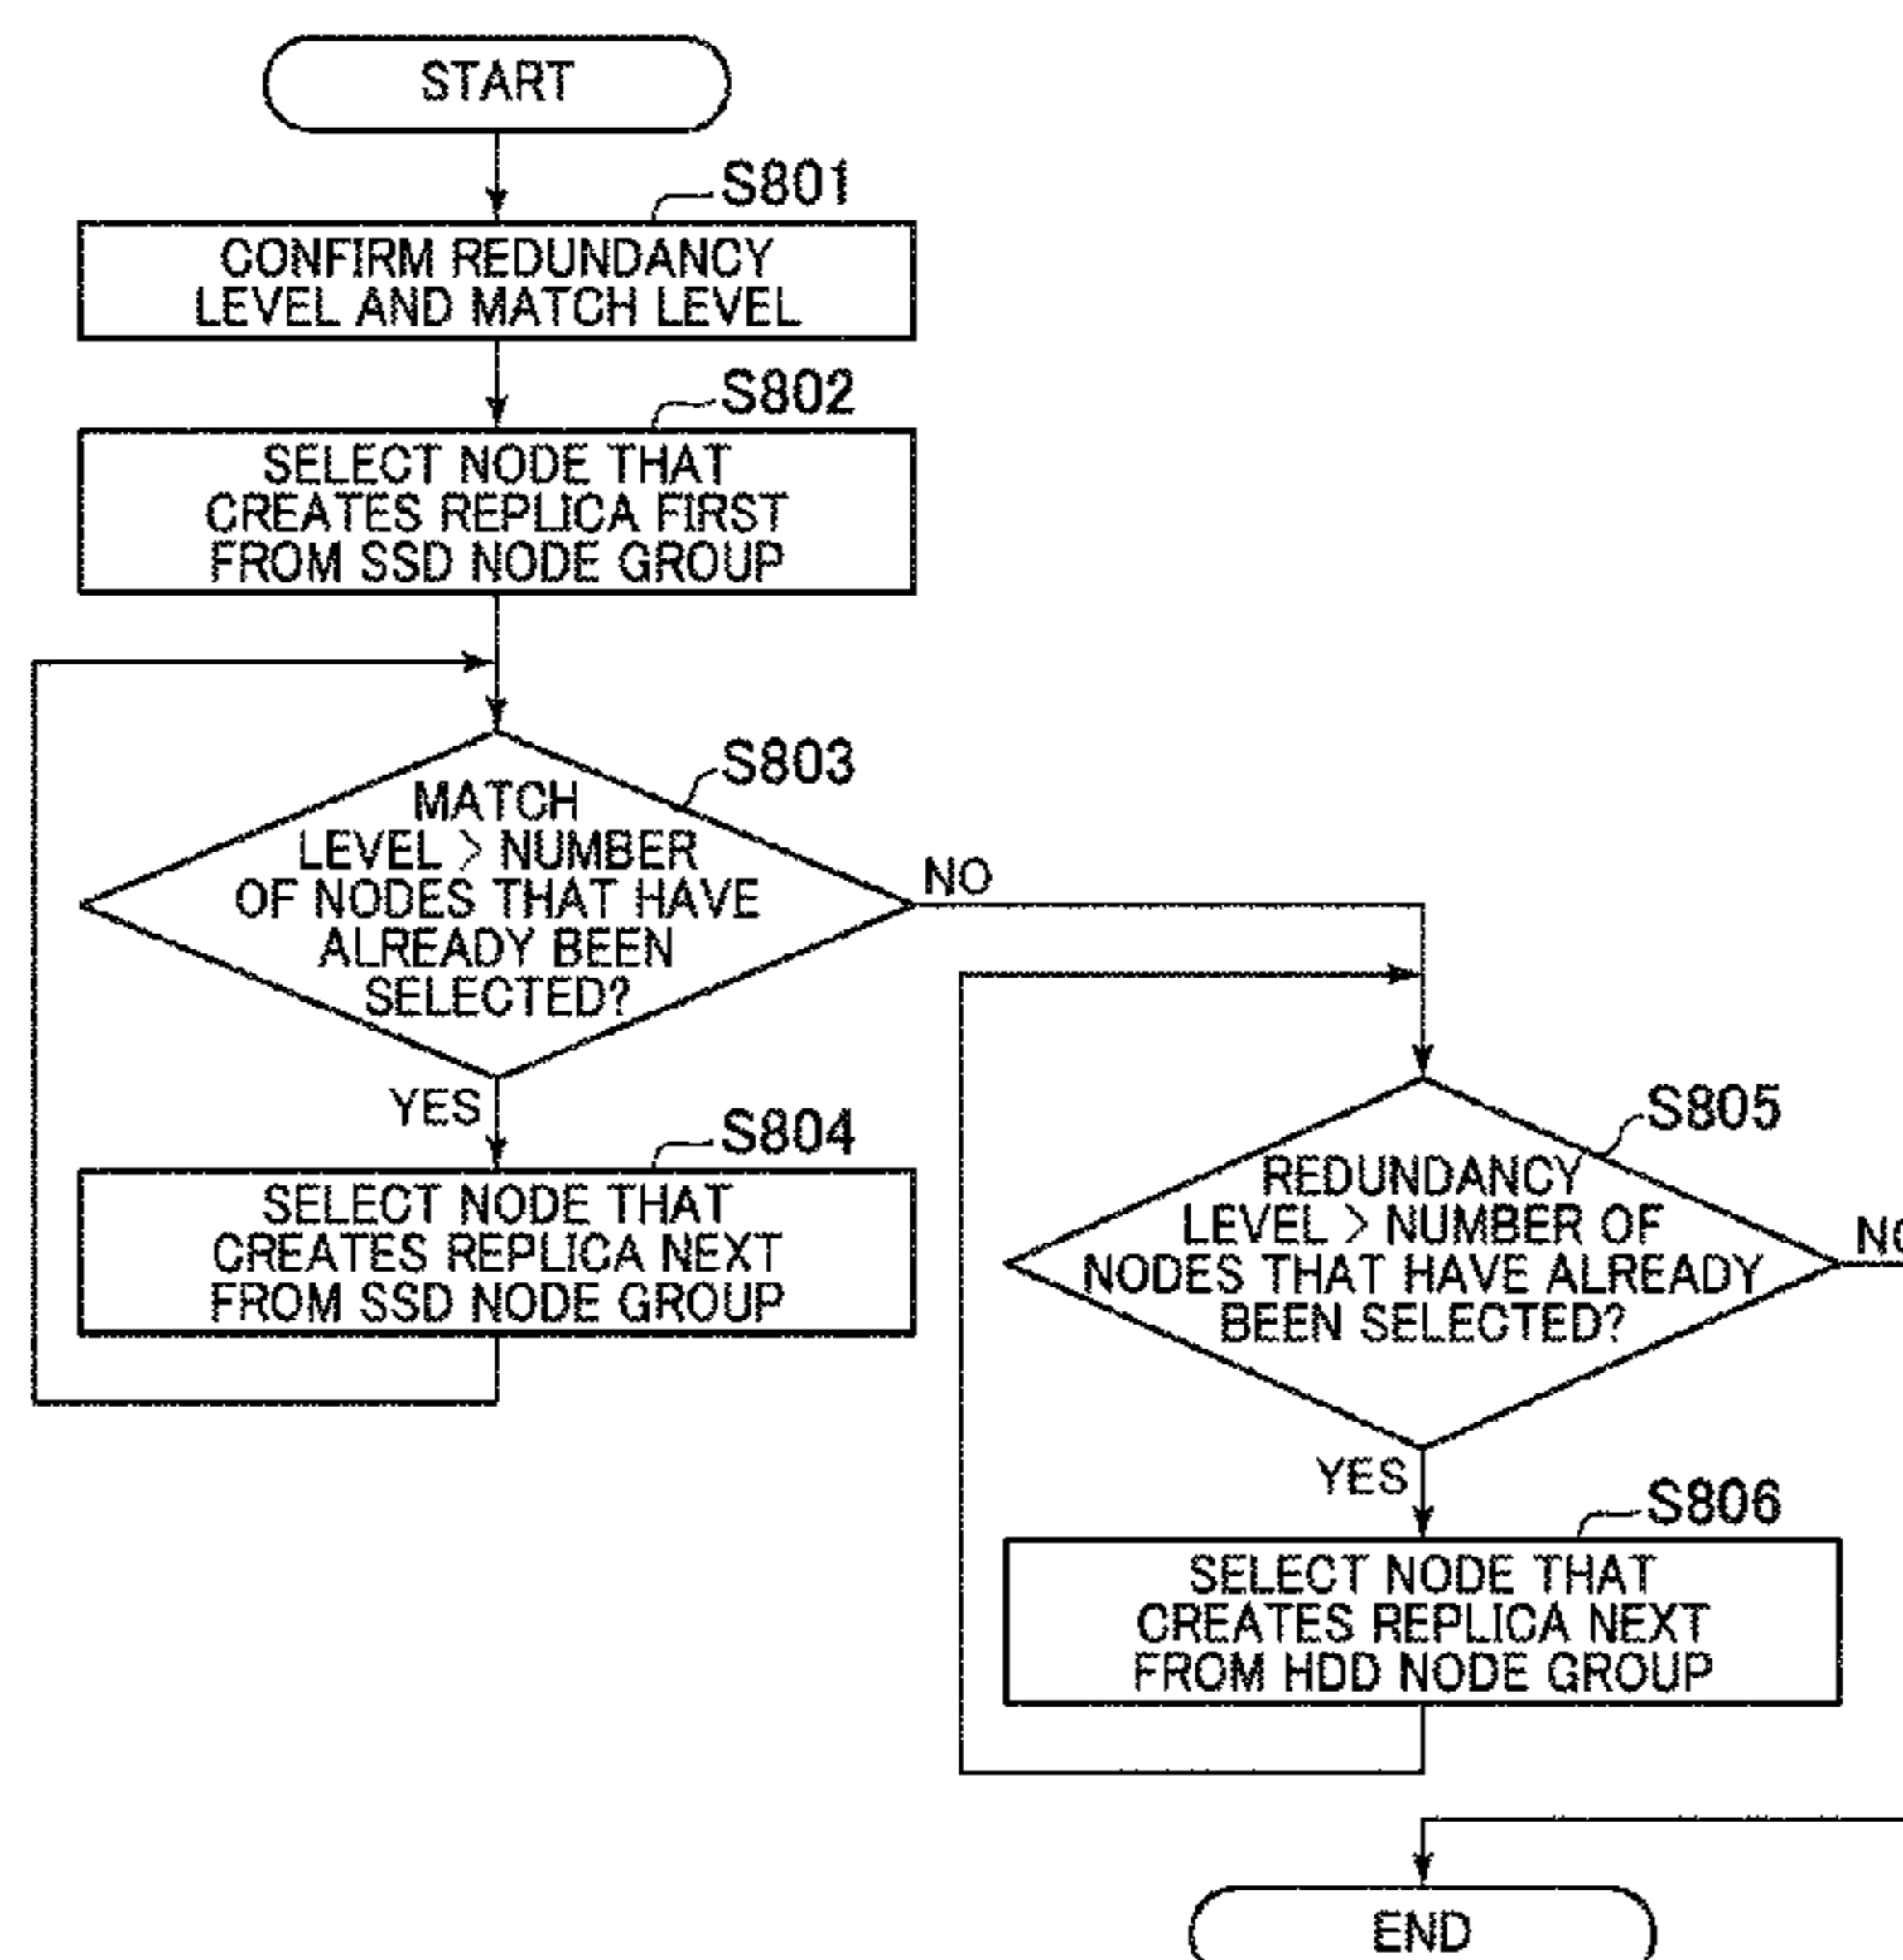 START
S801
CONFIRM REDUNDANCY
LEVEL AND MATCH LEVEL
S802
SELECT NODE THAT
CREATES REPLICA FIRST
FROM SSD NODE GROUP
S803
MATCH
LEVEL > NUMBER
OF NODES THAT HAVE
ALREADY BEEN
SELECTED?
NO
YES
S804
SELECT NODE THAT
CREATES REPLICA NEXT
FROM SSD NODE GROUP
S805
REDUNDANCY
LEVEL > NUMBER OF
NODES THAT HAVE ALREADY
BEEN SELECTED?
NO
YES
S806
SELECT NODE THAT
CREATES REPLICA NEXT
FROM HDD NODE GROUP
END